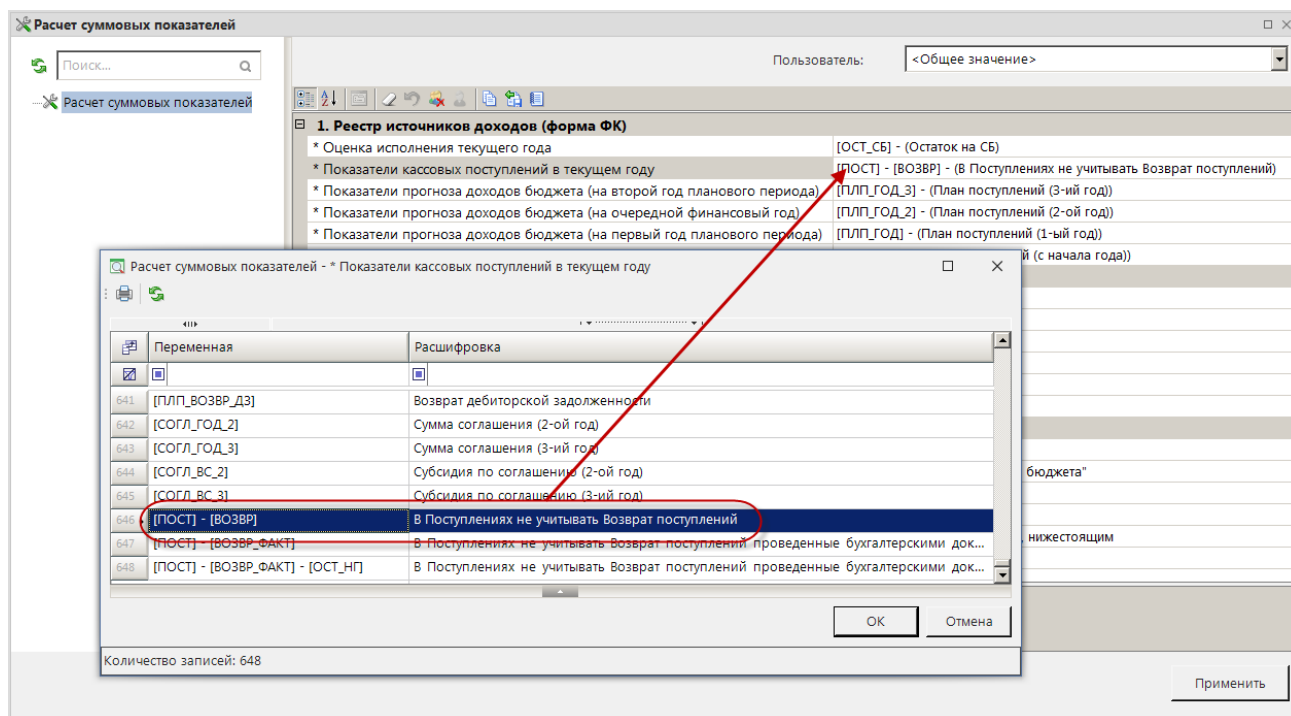 Расчет суммовых показателей
Поиск...
Пользователь: <Общее значение>
Расчет суммовых показателей
1. Реестр источников доходов (форма ФК)
* Оценка исполнения текущего года [ОСТ_СБ] - (Остаток на СБ)
* Показатели кассовых поступлений в текущем году [ПОСТ] - [ВОЗВР] - (В Поступлениях не учитывать Возврат поступлений)
* Показатели прогноза доходов бюджета (на второй год планового периода) [ПЛП_ГОД_3] - (План поступлений (3-ий год))
* Показатели прогноза доходов бюджета (на очередной финансовый год) [ПЛП_ГОД_2] - (План поступлений (2-ой год))
* Показатели прогноза доходов бюджета (на первый год планового периода) [ПЛП_ГОД] - (План поступлений (1-ый год))
й (с начала года))
Расчет суммовых показателей - * Показатели кассовых поступлений в текущем году
Переменная Расшифровка
641 [ПЛП_ВОЗВР_ДЗ] Возврат дебиторской задолженности
642 [СОГЛ_ГОД_2] Сумма соглашения (2-ой год)
643 [СОГЛ_ГОД_3] Сумма соглашения (3-ий год)
644 [СОГЛ_ВС_2] Субсидия по соглашению (2-ой год)
бюджета"
645 [СОГЛ_ВС_3] Субсидия по соглашению (3-ий год)
646 [ПОСТ] - [ВОЗВР] В Поступлениях не учитывать Возврат поступлений
647 [ПОСТ] - [ВОЗВР_ФАКТ] В Поступлениях не учитывать Возврат поступлений проведенные бухгалтерскими док...
, нижестоящим
648 [ПОСТ] - [ВОЗВР_ФАКТ] - [ОСТ_НГ] В Поступлениях не учитывать Возврат поступлений проведенные бухгалтерскими док...
ОК Отмена
Количество записей: 648
Применить